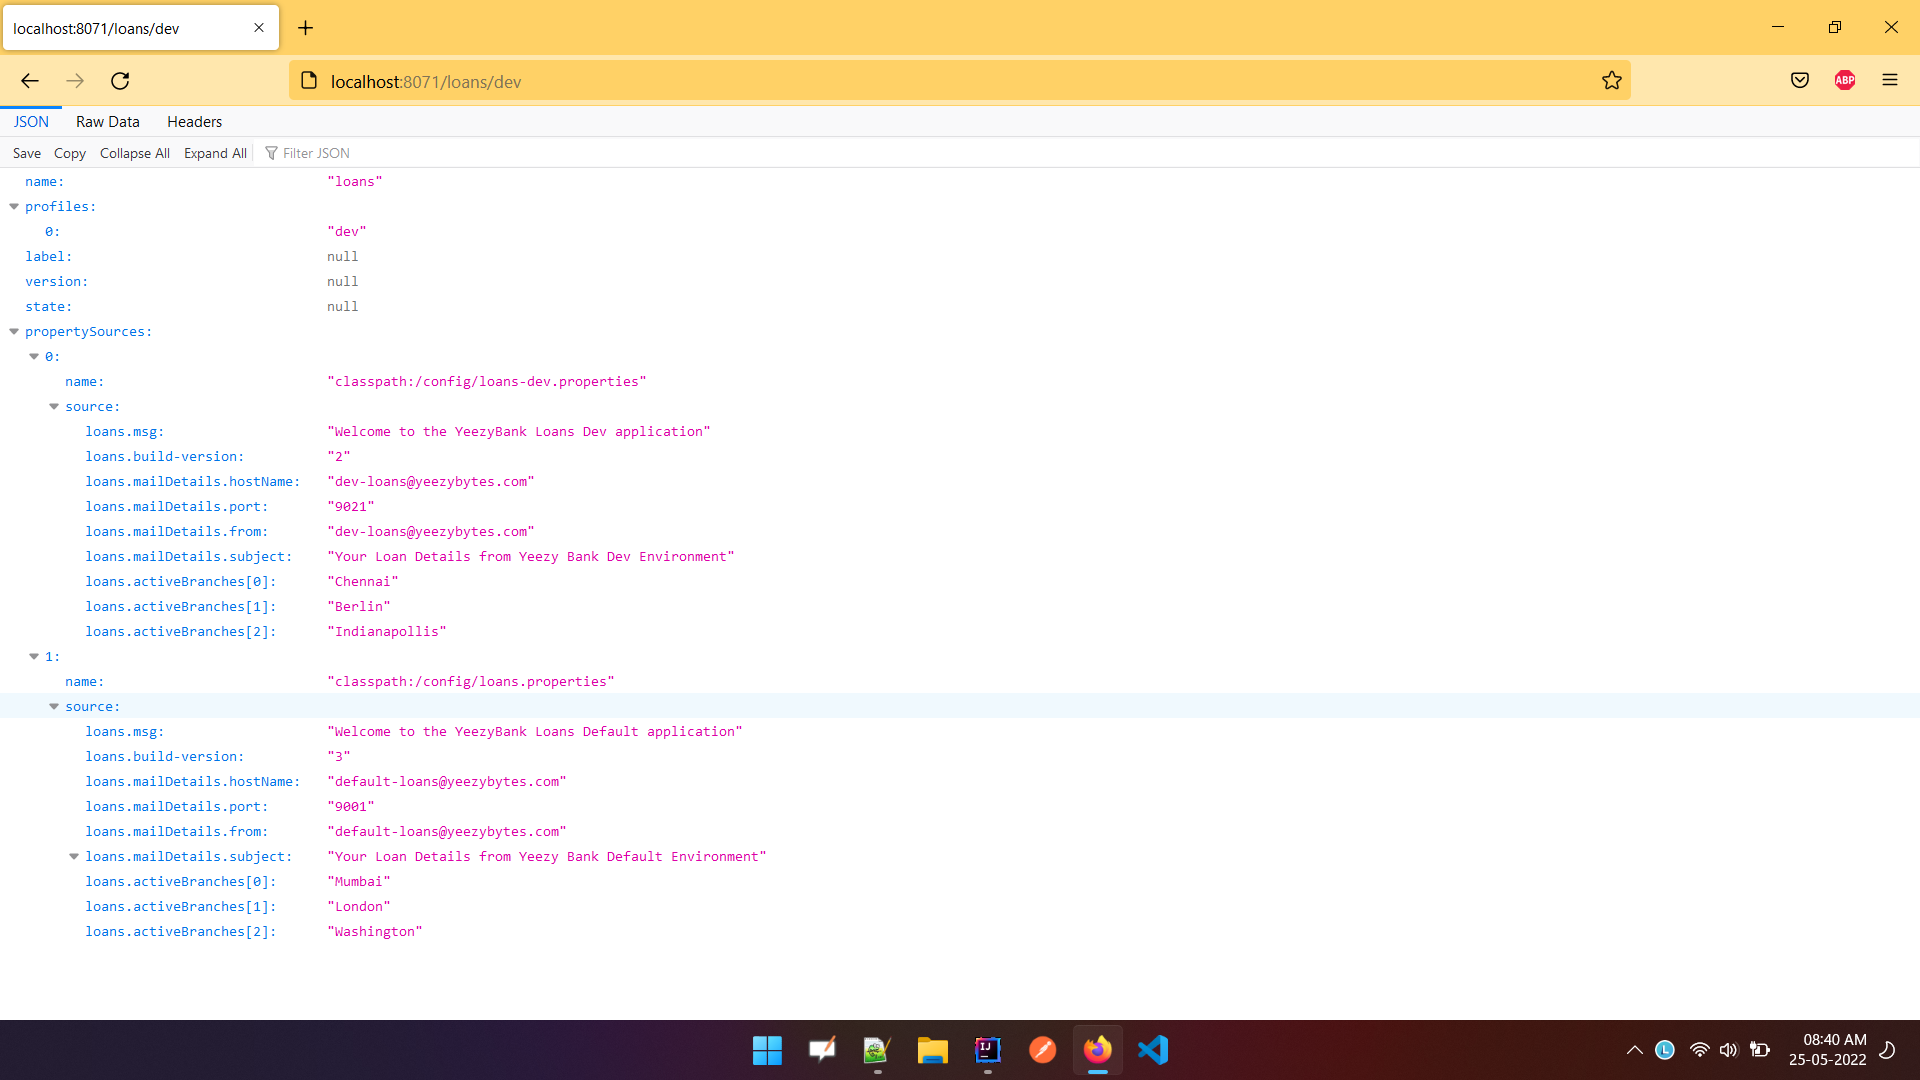 localhost:8071/loans/dev
localhost:8071/loans/dev
ABP
JSON Raw Data Headers
Save Copy Collapse All Expand All Filter JSON
name: "loans"
profiles:
0: "dev"
label: null
version: null
state: null
propertySources:
0:
name: "classpath:/config/loans-dev.properties"
source:
loans.msg: "Welcome to the YeezyBank Loans Dev application"
loans.build-version: "2"
loans.mailDetails.hostName: "dev-loans@yeezybytes.com"
loans.mailDetails.port: "9021"
loans.mailDetails.from: "dev-loans@yeezybytes.com"
loans.mailDetails.subject: "Your Loan Details from Yeezy Bank Dev Environment"
loans.activeBranches[0]: "Chennai"
loans.activeBranches[1]: "Berlin"
loans.activeBranches[2]: "Indianapollis"
1:
name: "classpath:/config/loans.properties"
source:
loans.msg: "Welcome to the YeezyBank Loans Default application"
loans.build-version: "3"
loans.mailDetails.hostName: "default-loans@yeezybytes.com"
loans.mailDetails.port: "9001"
loans.mailDetails.from: "default-loans@yeezybytes.com"
loans.mailDetails.subject: "Your Loan Details from Yeezy Bank Default Environment"
loans.activeBranches[0]: "Mumbai"
loans.activeBranches[1]: "London"
loans.activeBranches[2]: "Washington"
IJ
L
08:40 AM
25-05-2022